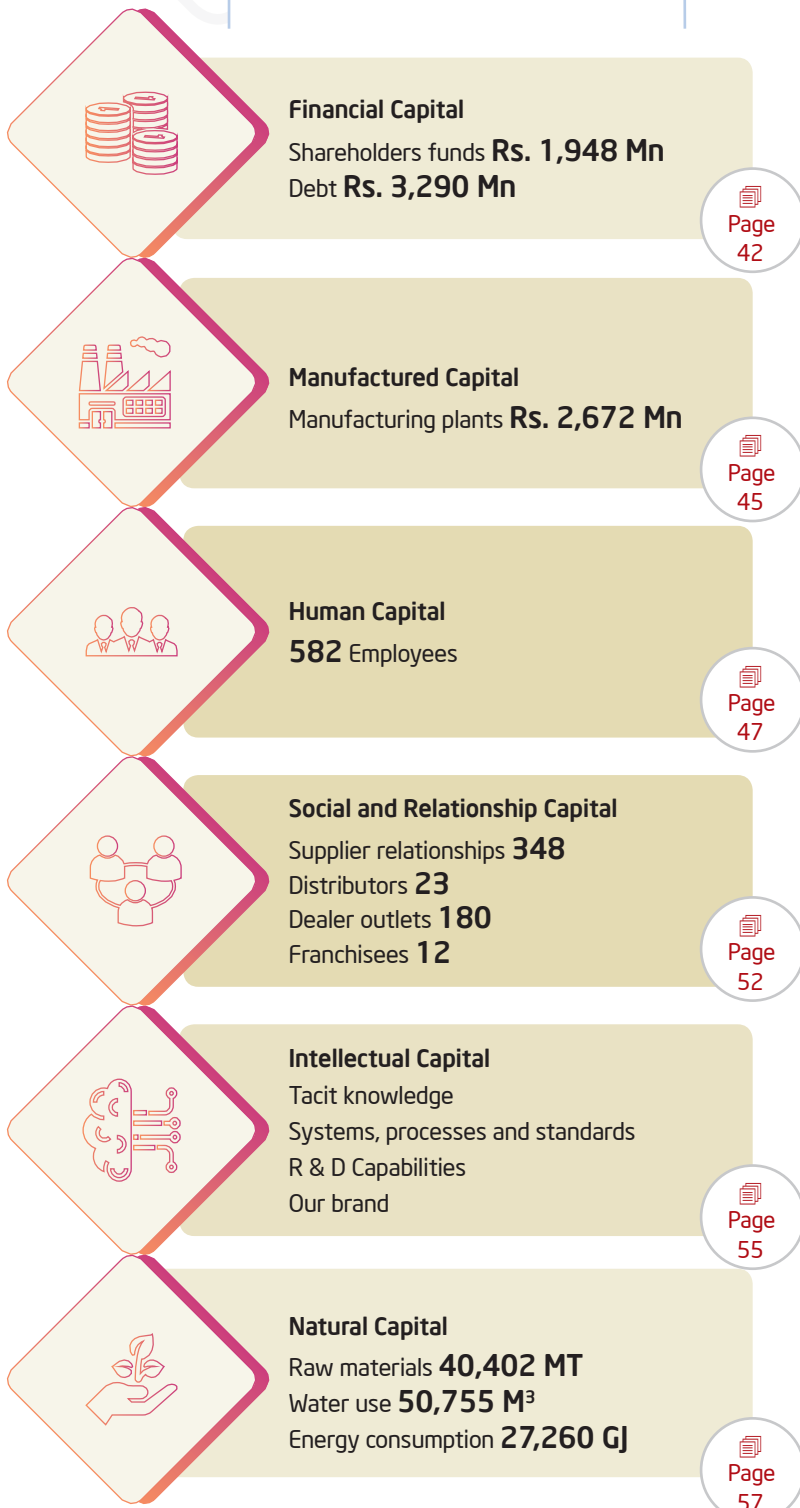 Financial Capital
Shareholders funds Rs. 1,948 Mn
Debt Rs. 3,290 Mn
Page
42
Manufactured Capital
Manufacturing plants Rs. 2,672 Mn
Page
45
Human Capital
582 Employees
Page
47
Social and Relationship Capital
Supplier relationships 348
Distributors 23
Dealer outlets 180
Franchisees 12
Page
52
Intellectual Capital
Tacit knowledge
Systems, processes and standards
R & D Capabilities
Our brand
Page
55
Natural Capital
Raw materials 40,402 MT
Water use 50,755 M³
Energy consumption 27,260 GJ
Page
57